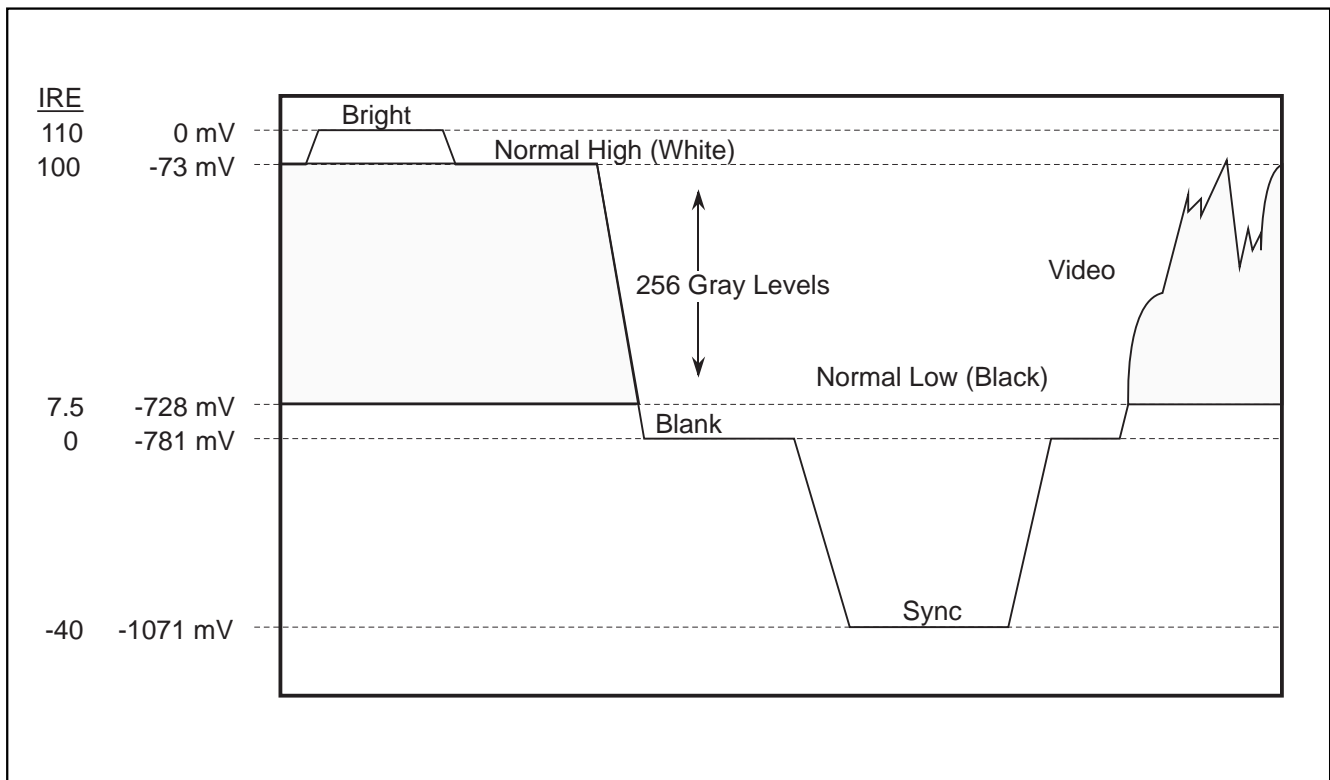 IRE
110 0 mV
Bright
100 -73 mV
Normal High (White)
256 Gray Levels
Video
Normal Low (Black)
7.5 -728 mV
Blank
0 -781 mV
Sync
-40 -1071 mV